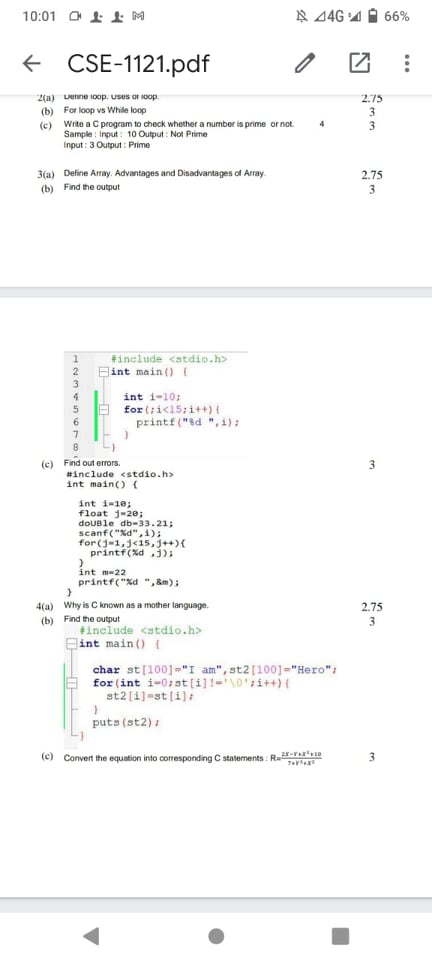 10:01 4G 66%
CSE-1121.pdf
2(a) Define loop. Uses of loop. 2.75
(b) For loop vs While loop 3
(c) Write a C program to check whether a number is prime or not. 4 3
Sample : Input : 10 Output : Not Prime
Input : 3 Output : Prime
3(a) Define Array. Advantages and Disadvantages of Array. 2.75
(b) Find the output 3
1 #include <stdio.h>
2 int main() {
3
4 int i=10;
5 for(;i<15;i++){
6 printf("%d ",i);
7 }
8 }
(c) Find out errors. 3
#include <stdio.h>
int main() {
int i=10;
float j=20;
doUBle db=33.21;
scanf("%d",i);
for(j=1,j<15,j++){
printf(%d ,j);
}
int m=22
printf("%d ",&m);
}
4(a) Why is C known as a mother language. 2.75
(b) Find the output 3
#include <stdio.h>
int main() {
char st[100]="I am",st2[100]="Hero";
for(int i=0;st[i]!='\0';i++){
st2[i]=st[i];
}
puts(st2);
}
(c) Convert the equation into corresponding C statements : R= 3